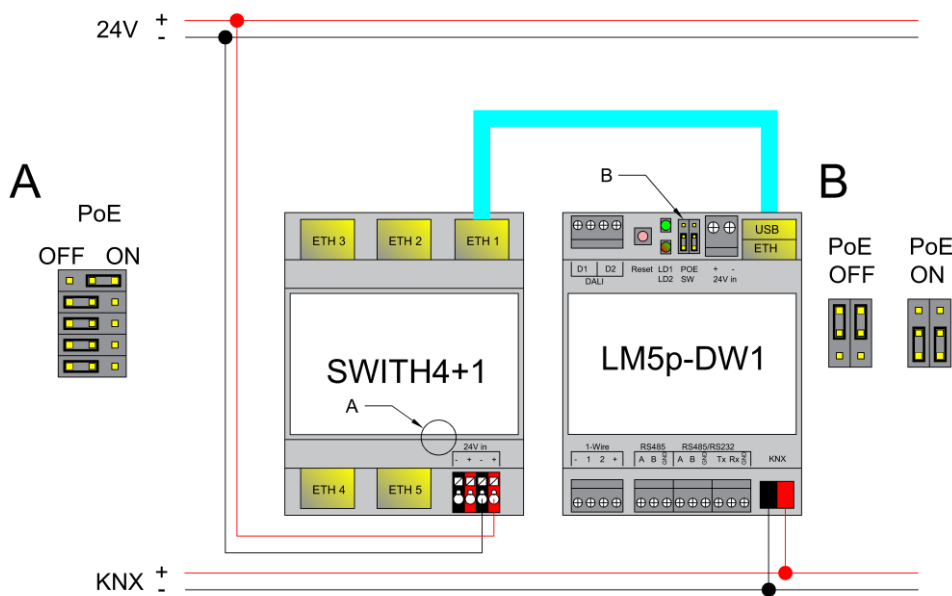 24V + -
A
PoE
OFF ON
B
ETH 3 ETH 2 ETH 1
USB
ETH
D1 D2
DALI
Reset LD1 POE + -
LD2 SW 24V in
SWITH4+1
LM5p-DW1
A
24V in
- + - +
1-Wire RS485 RS485/RS232 KNX
- 1 2 + A B GND A B GND Tx Rx GND
ETH 4 ETH 5
B
PoE PoE
OFF ON
KNX + -